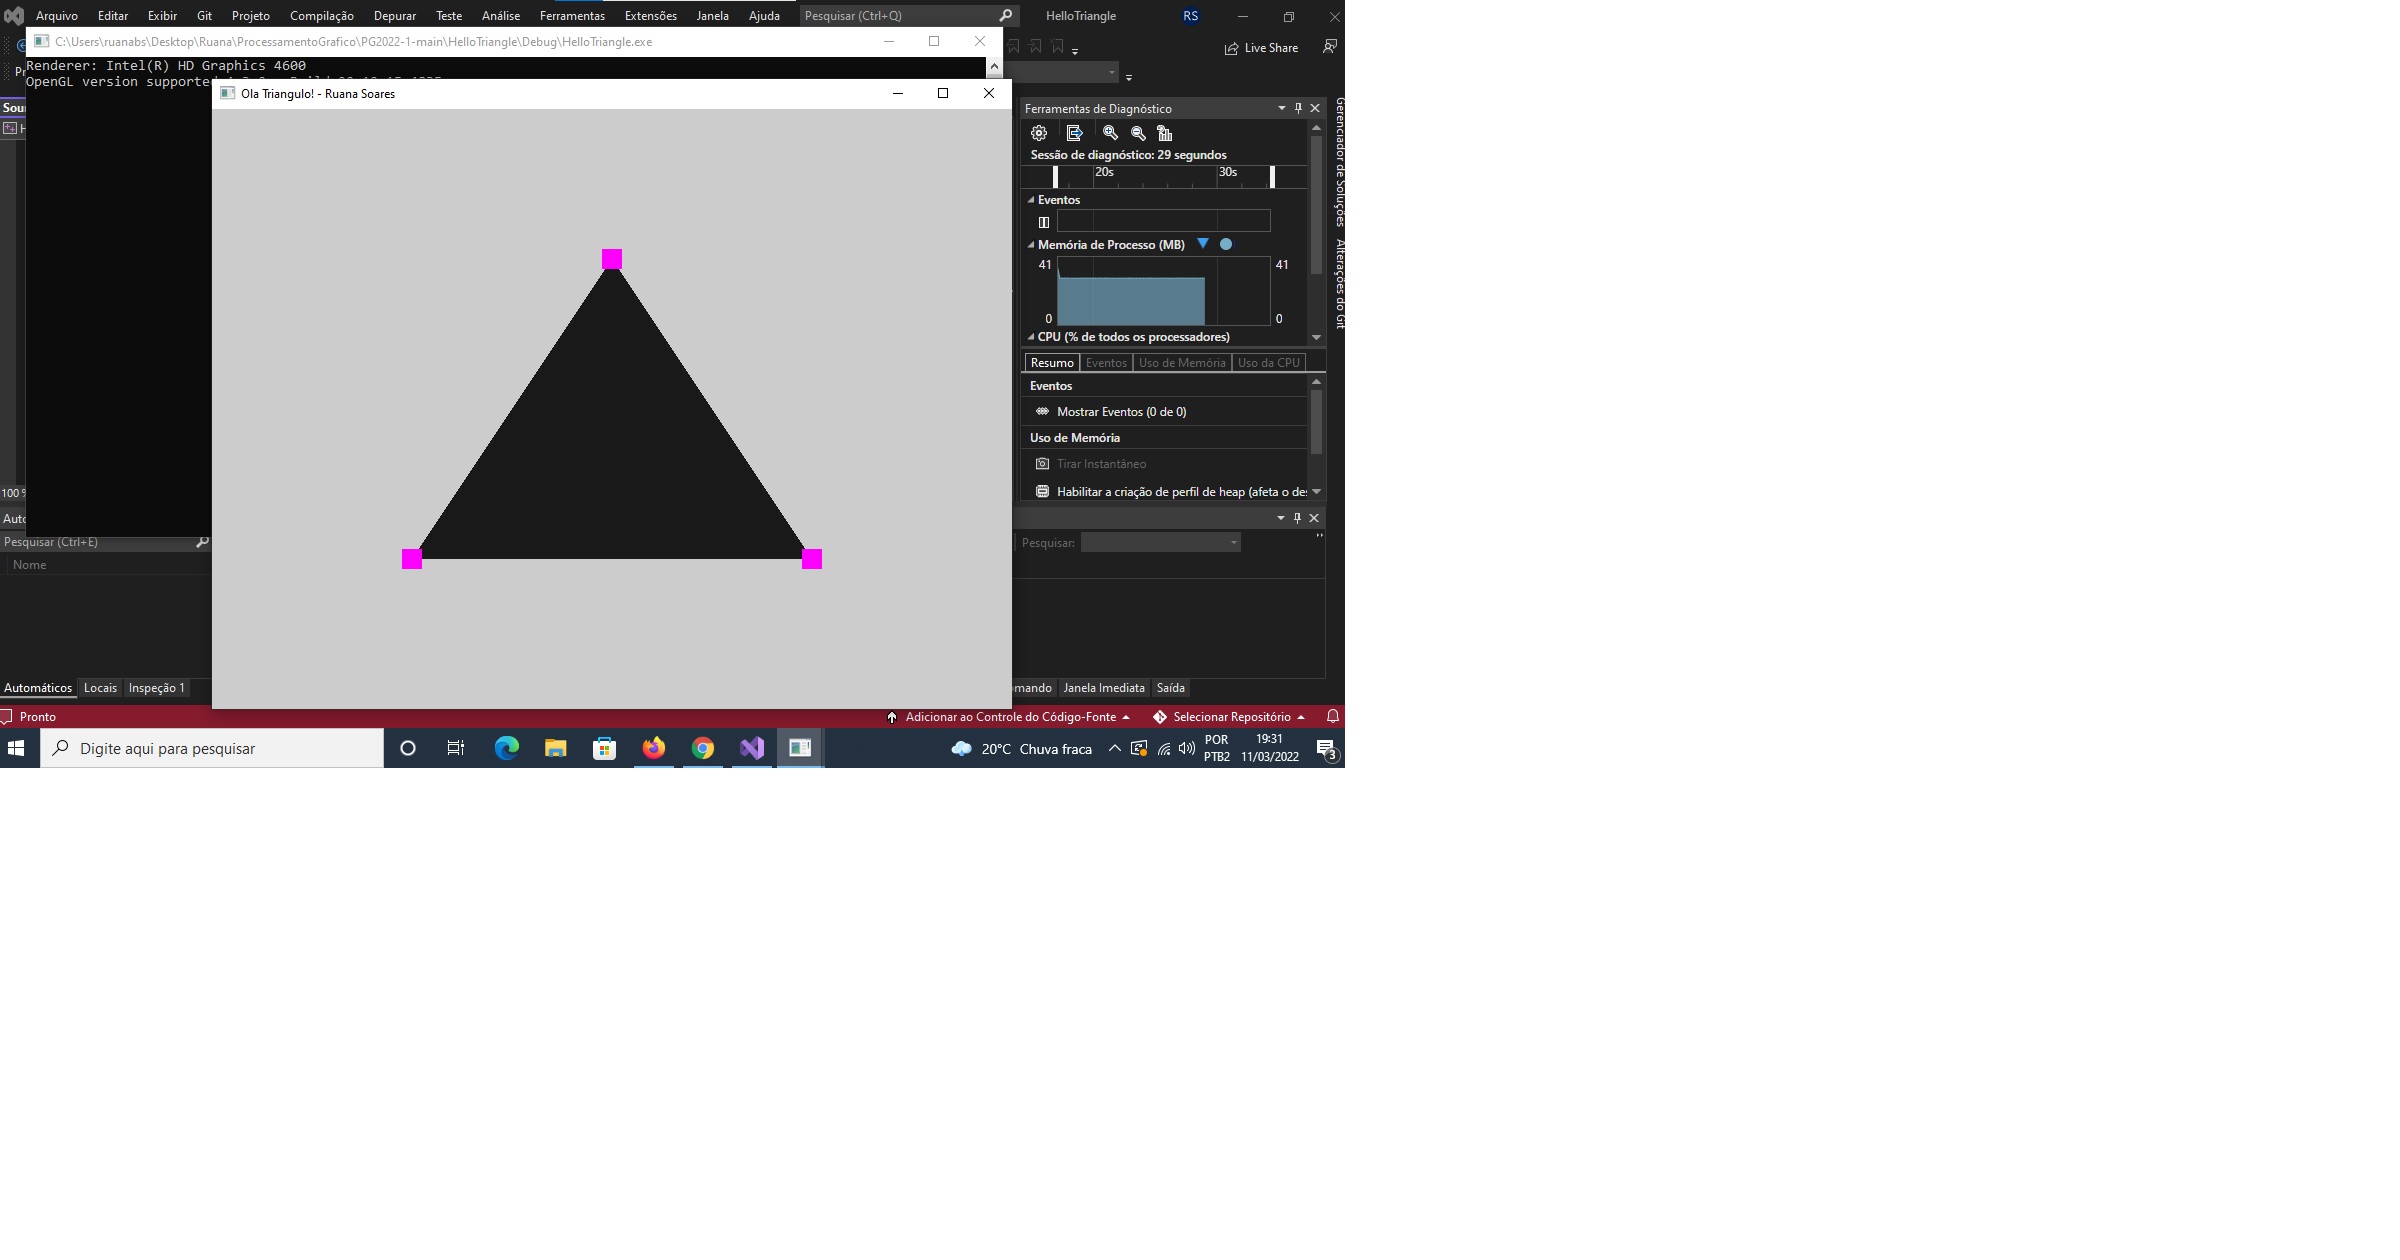 Arquivo Editar Exibir Git Projeto Compilação Depurar Teste Análise Ferramentas Extensões Janela Ajuda Pesquisar (Ctrl+Q) HelloTriangle RS
C:\Users\ruanabs\Desktop\Ruana\ProcessamentoGrafico\PG2022-1-main\HelloTriangle\Debug\HelloTriangle.exe
Live Share
Renderer: Intel(R) HD Graphics 4600
OpenGL version supporte
Ola Triangulo! - Ruana Soares
Sou
Ferramentas de Diagnóstico
Gerenciador de Soluções
Alterações do Git
Sessão de diagnóstico: 29 segundos
20s 30s
Eventos
Memória de Processo (MB)
41 41
0 0
CPU (% de todos os processadores)
Resumo Eventos Uso de Memória Uso da CPU
Eventos
Mostrar Eventos (0 de 0)
Uso de Memória
Tirar Instantâneo
100 %
Habilitar a criação de perfil de heap (afeta o de
Auto
Pesquisar (Ctrl+E)
Pesquisar:
Nome
Automáticos Locais Inspeção 1
mando Janela Imediata Saída
Pronto
Adicionar ao Controle do Código-Fonte Selecionar Repositório
Digite aqui para pesquisar
20°C Chuva fraca
POR
PTB2
19:31
11/03/2022
3